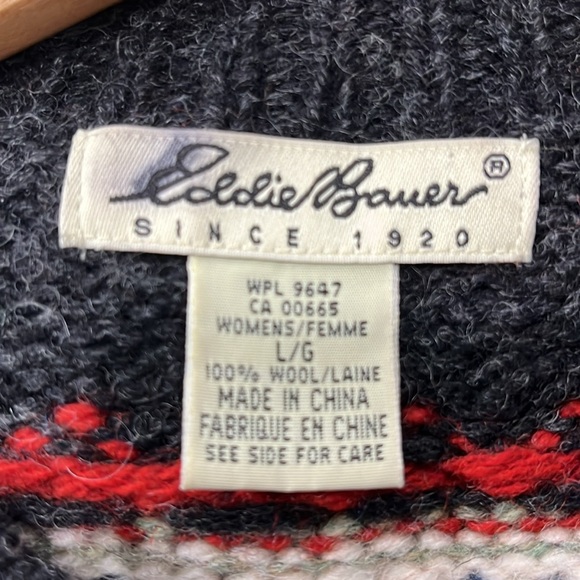 Eddie Bauer ®
SINCE 1920
WPL 9647
CA 00665
WOMENS/FEMME
L/G
100% WOOL/LAINE
MADE IN CHINA
FABRIQUE EN CHINE
SEE SIDE FOR CARE